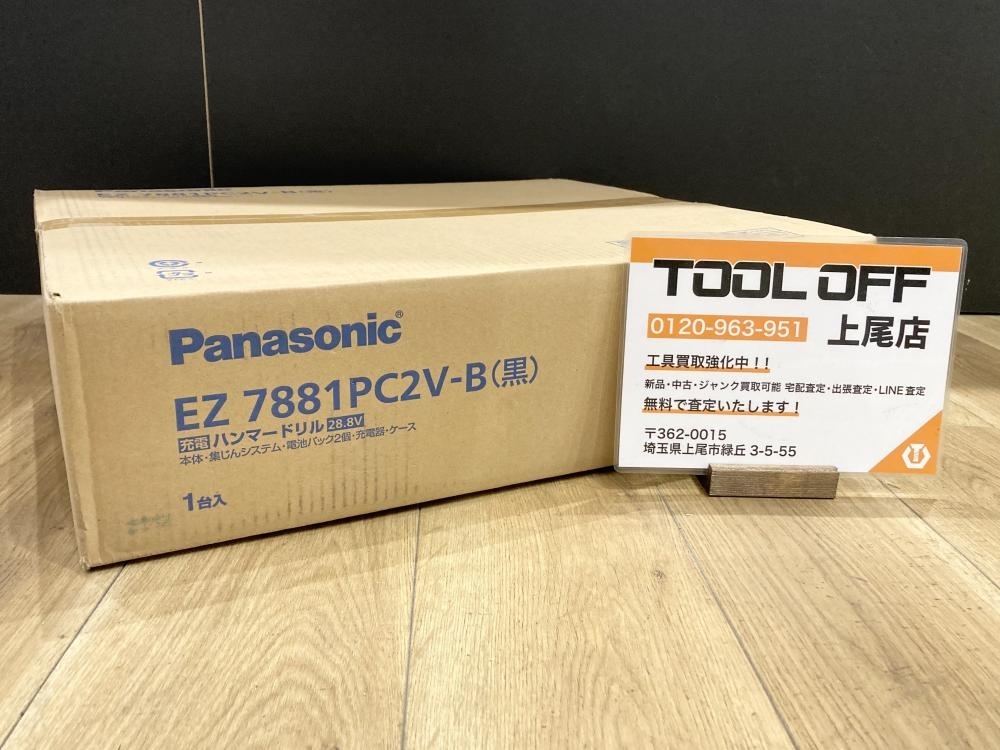 Panasonic
EZ 7881PC2V-B(黒)
Panasonic®
EZ 7881PC2V-B(黒)
充電 ハンマードリル 28.8V
本体・集じんシステム・電池パック2個・充電器・ケース
1台入
TOOL OFF
0120-963-951 上尾店
工具買取強化中!!
新品・中古・ジャンク買取可能 宅配査定・出張査定・LINE査定
無料で査定いたします!
〒362-0015
埼玉県上尾市緑丘3-5-55